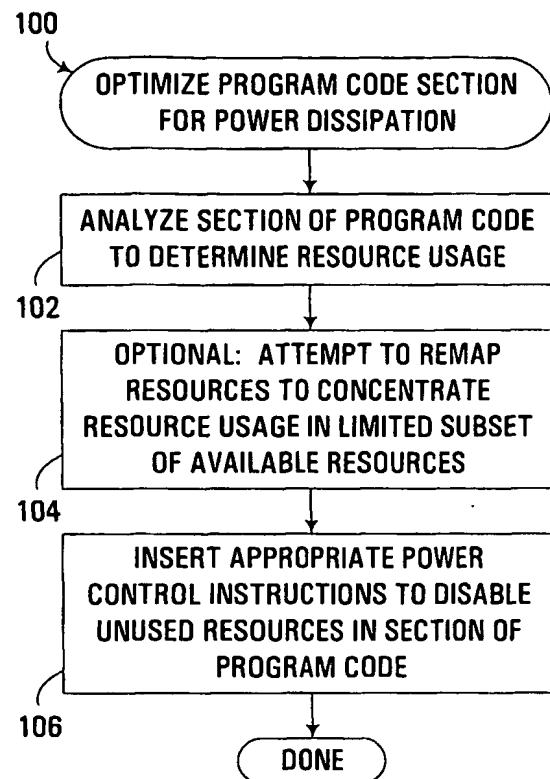 100
OPTIMIZE PROGRAM CODE SECTION
FOR POWER DISSIPATION
ANALYZE SECTION OF PROGRAM CODE
TO DETERMINE RESOURCE USAGE
102
OPTIONAL: ATTEMPT TO REMAP
RESOURCES TO CONCENTRATE
RESOURCE USAGE IN LIMITED SUBSET
OF AVAILABLE RESOURCES
104
INSERT APPROPRIATE POWER
CONTROL INSTRUCTIONS TO DISABLE
UNUSED RESOURCES IN SECTION OF
PROGRAM CODE
106
DONE